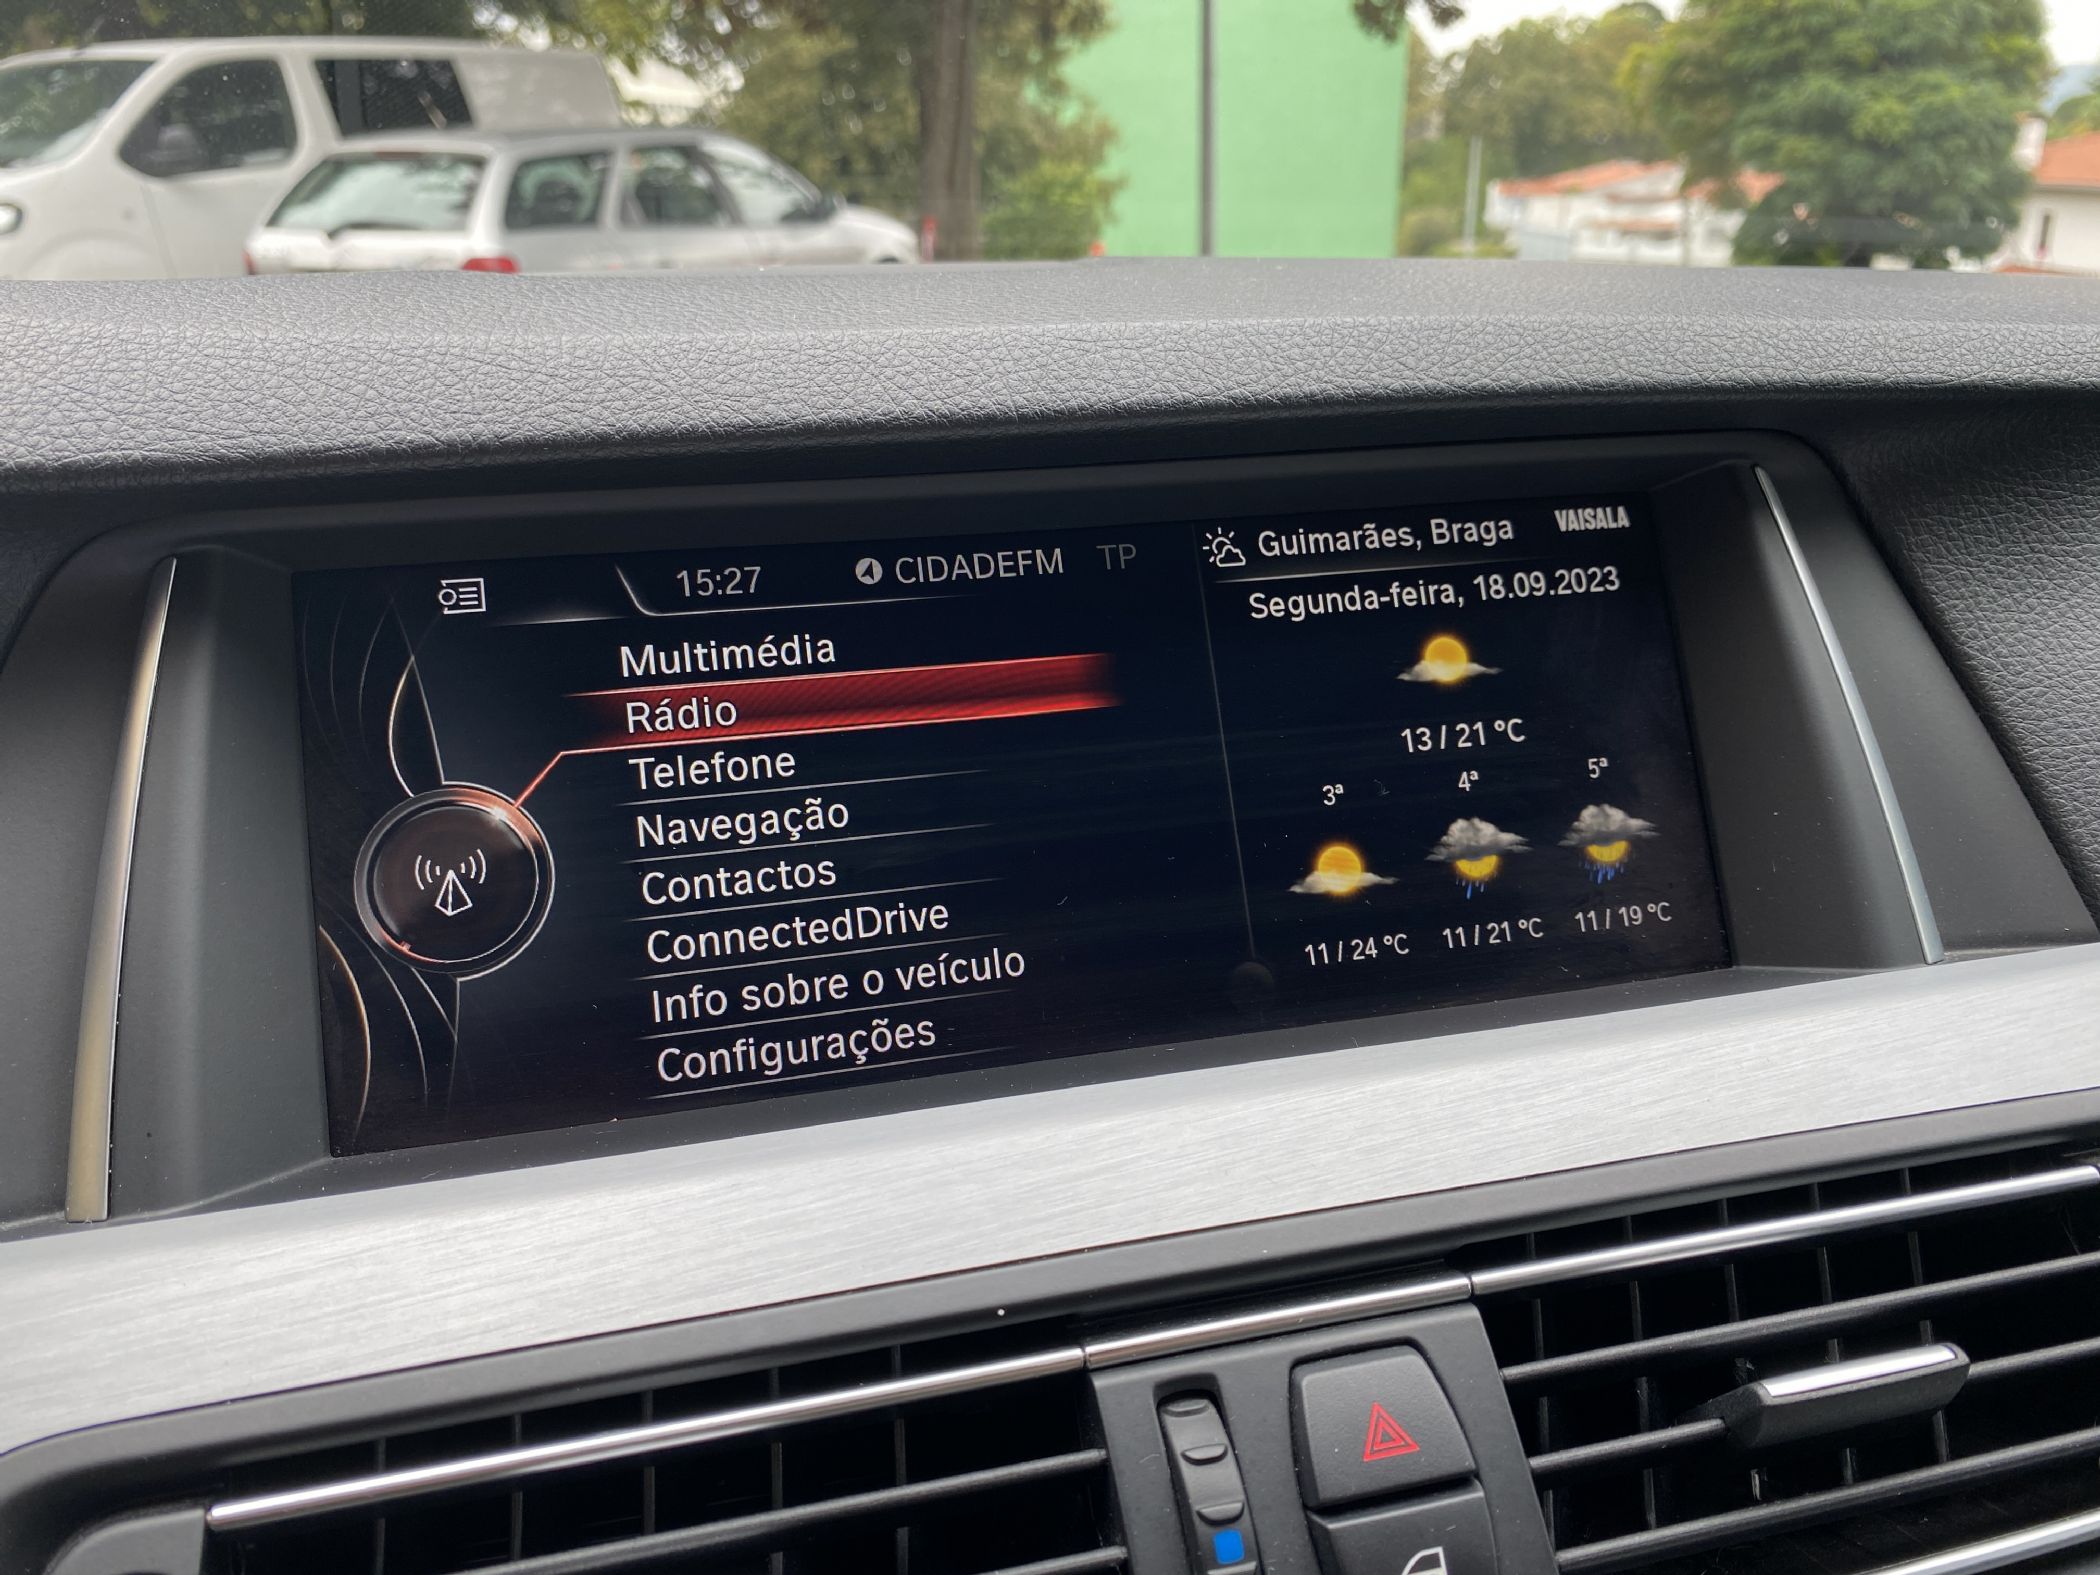 15:27
CIDADEFM TP
Multimédia
Rádio
Telefone
Navegação
Contactos
ConnectedDrive
Info sobre o veículo
Configurações
Guimarães, Braga VAISALA
Segunda-feira, 18.09.2023
13 / 21 °C
3ª 4ª 5ª
11 / 24 °C 11 / 21 °C 11 / 19 °C